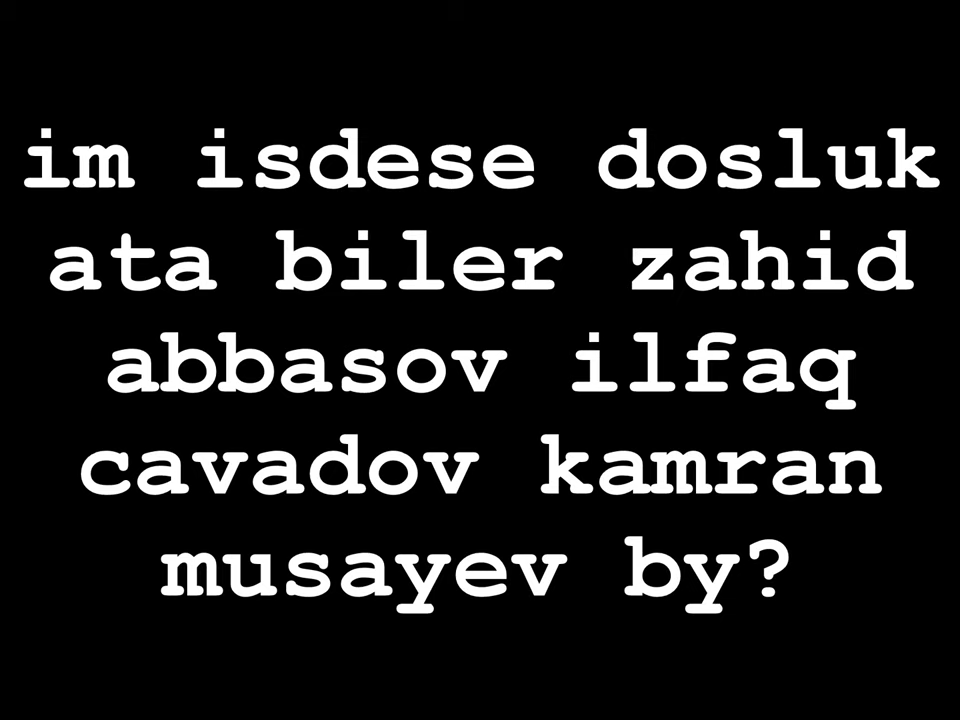 im isdese dosluk
ata biler zahid
abbasov ilfaq
cavadov kamran
musayev by?